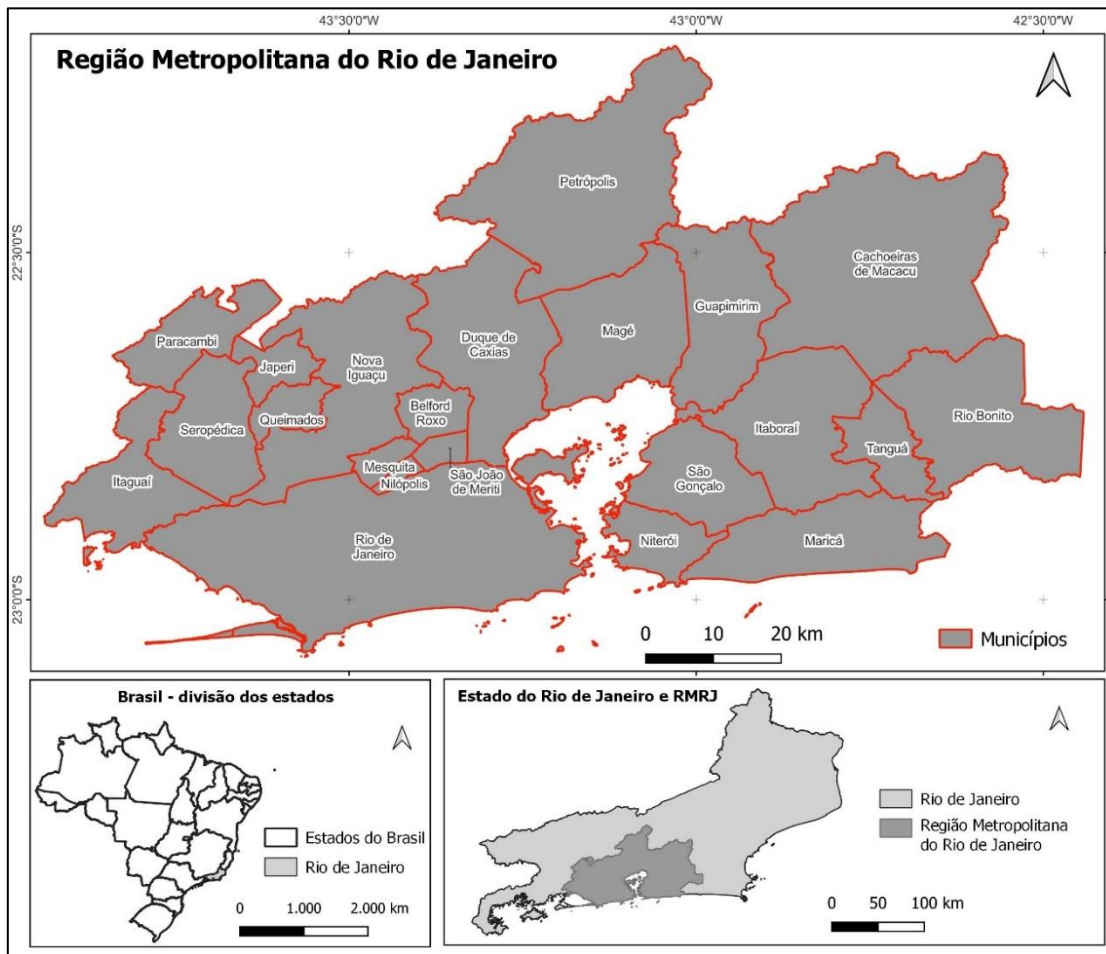 43°30'0"W
43°00'0"W
42°30'0"W
Região Metropolitana do Rio de Janeiro
Petrópolis
22°30'0"S
Cachoeiras
de Macacu
Guapimirim
Paracambi
Magé
Duque de
Caxias
Japeri
Nova
Iguaçu
Belford
Roxo
Rio Bonito
Queimados
Seropédica
Itaboraí
Tanguá
Mesquita
Nilópolis
São João
de Meriti
São
Gonçalo
Itaguaí
Rio de
Janeiro
Niterói
Maricá
23°0'0"S
0 10 20 km
Municípios
Brasil - divisão dos estados
Estados do Brasil
Rio de Janeiro
0 1.000 2.000 km
Estado do Rio de Janeiro e RMRJ
Rio de Janeiro
Região Metropolitana
do Rio de Janeiro
0 50 100 km